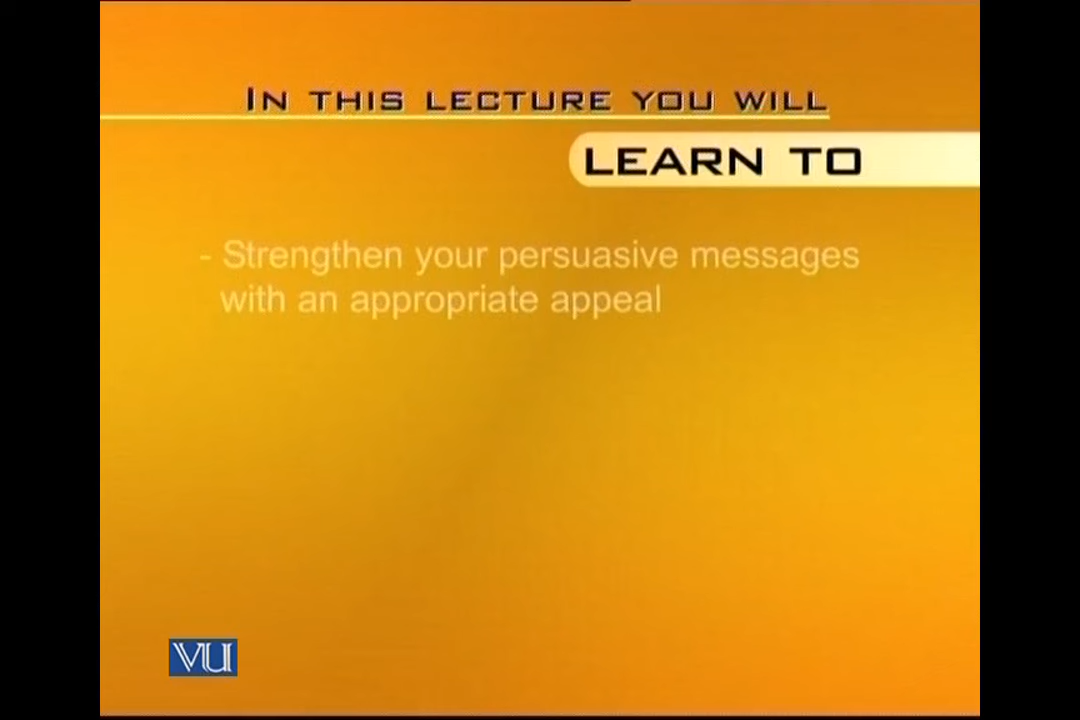 In this lecture you will
LEARN TO
- Strengthen your persuasive messages
with an appropriate appeal
VU